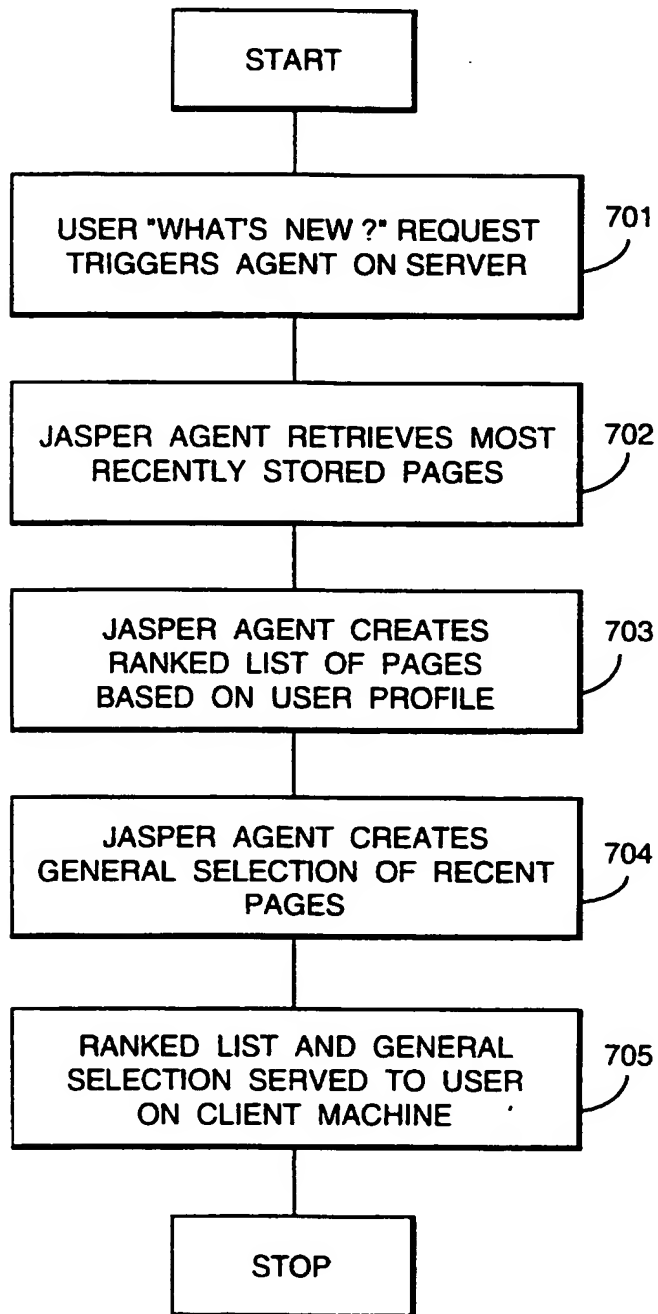 START
USER "WHAT'S NEW ?" REQUEST
TRIGGERS AGENT ON SERVER
701
JASPER AGENT RETRIEVES MOST
RECENTLY STORED PAGES
702
JASPER AGENT CREATES
RANKED LIST OF PAGES
BASED ON USER PROFILE
703
JASPER AGENT CREATES
GENERAL SELECTION OF RECENT
PAGES
704
RANKED LIST AND GENERAL
SELECTION SERVED TO USER
ON CLIENT MACHINE
705
STOP